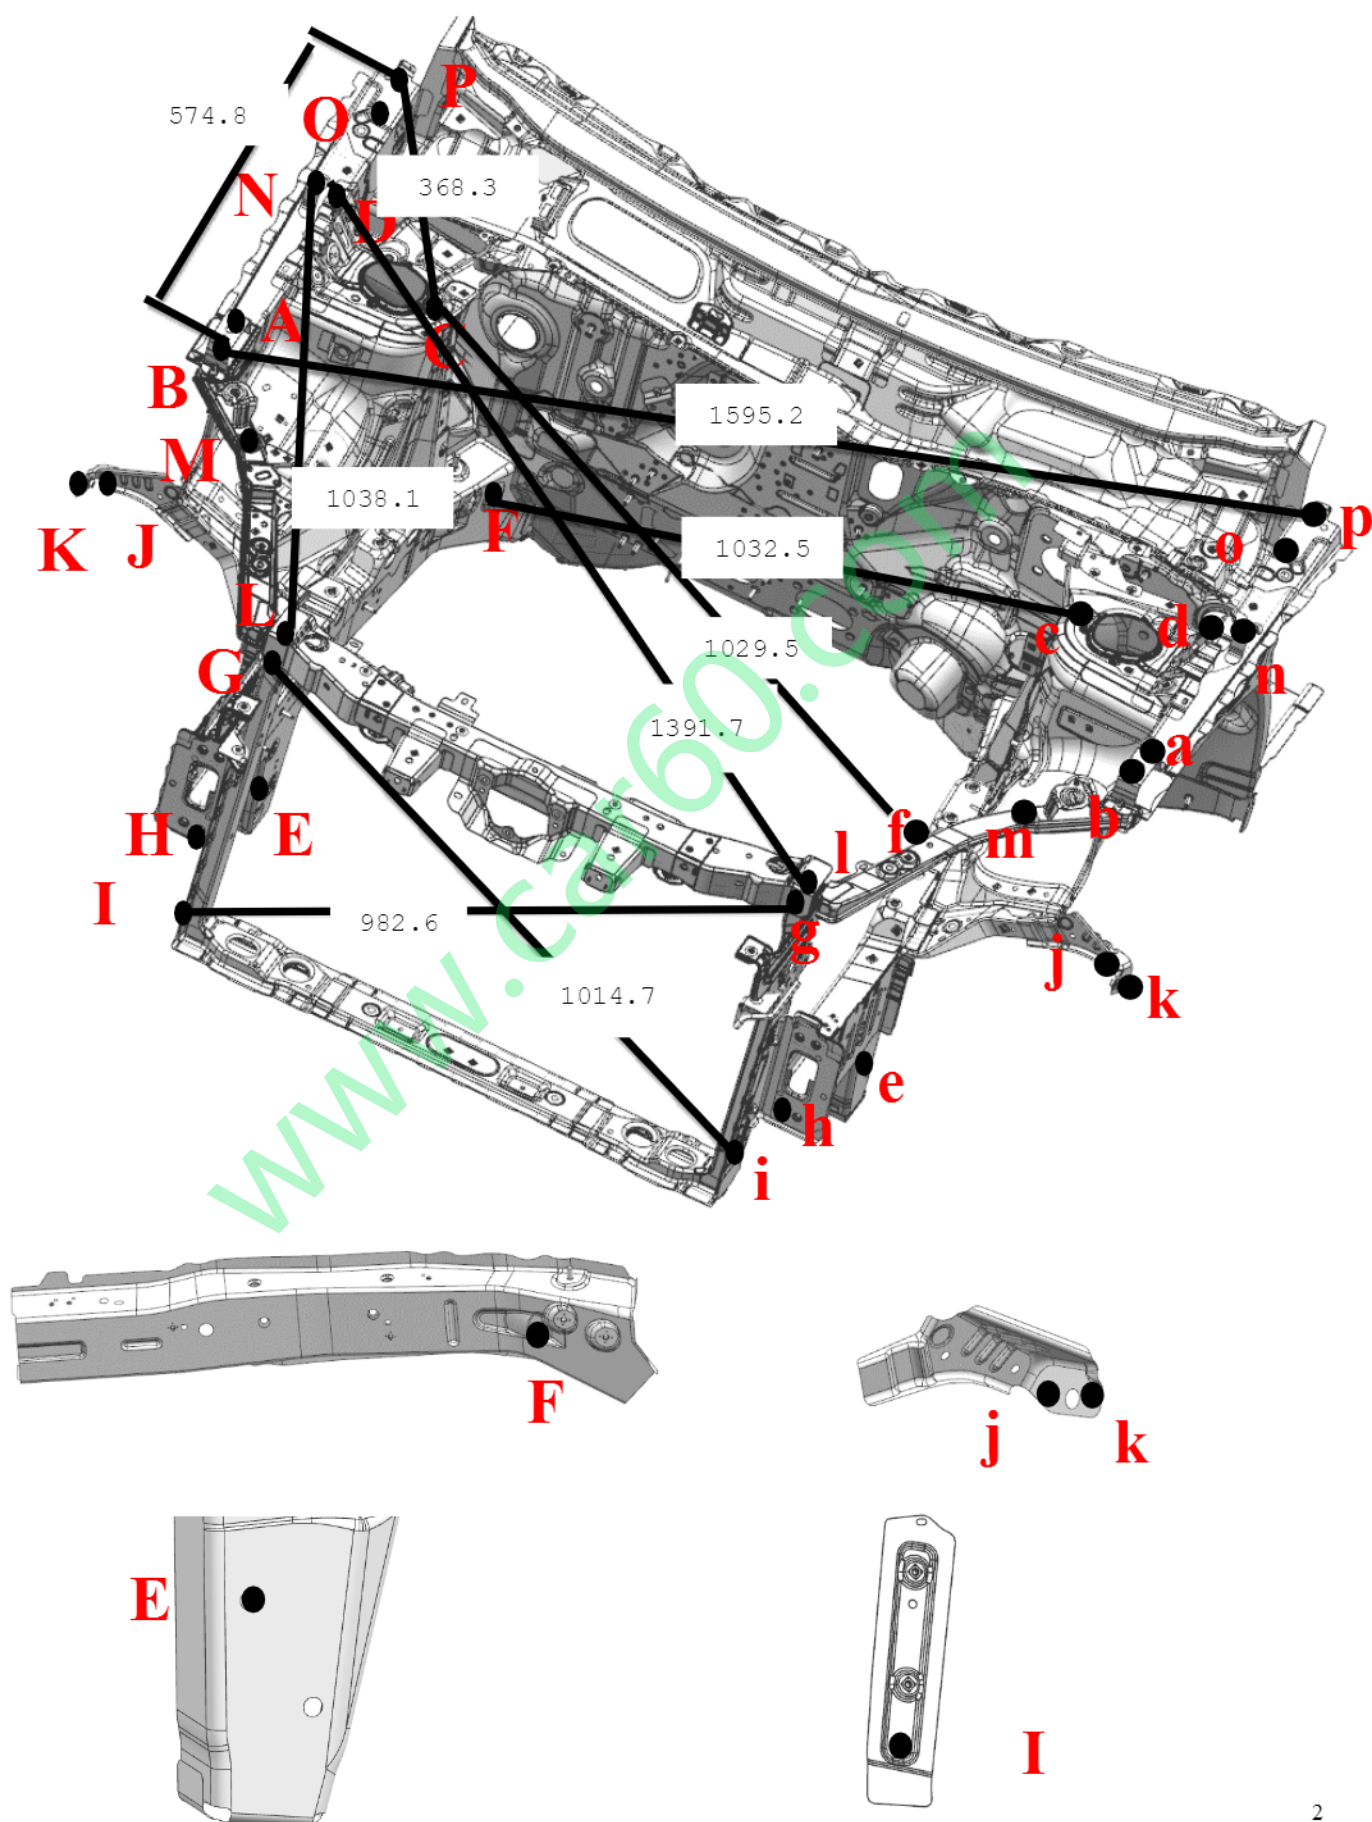 P
574.8
O
368.3
N
D
A
C
B
1595.2
M
p
K
J
1038.1
F
1032.5
o
L
c
d
G
1029.5
n
1391.7
a
H
E
l
f
m
b
I
982.6
g
j
1014.7
k
e
h
i
www.car60.com
F
j
k
E
I
2